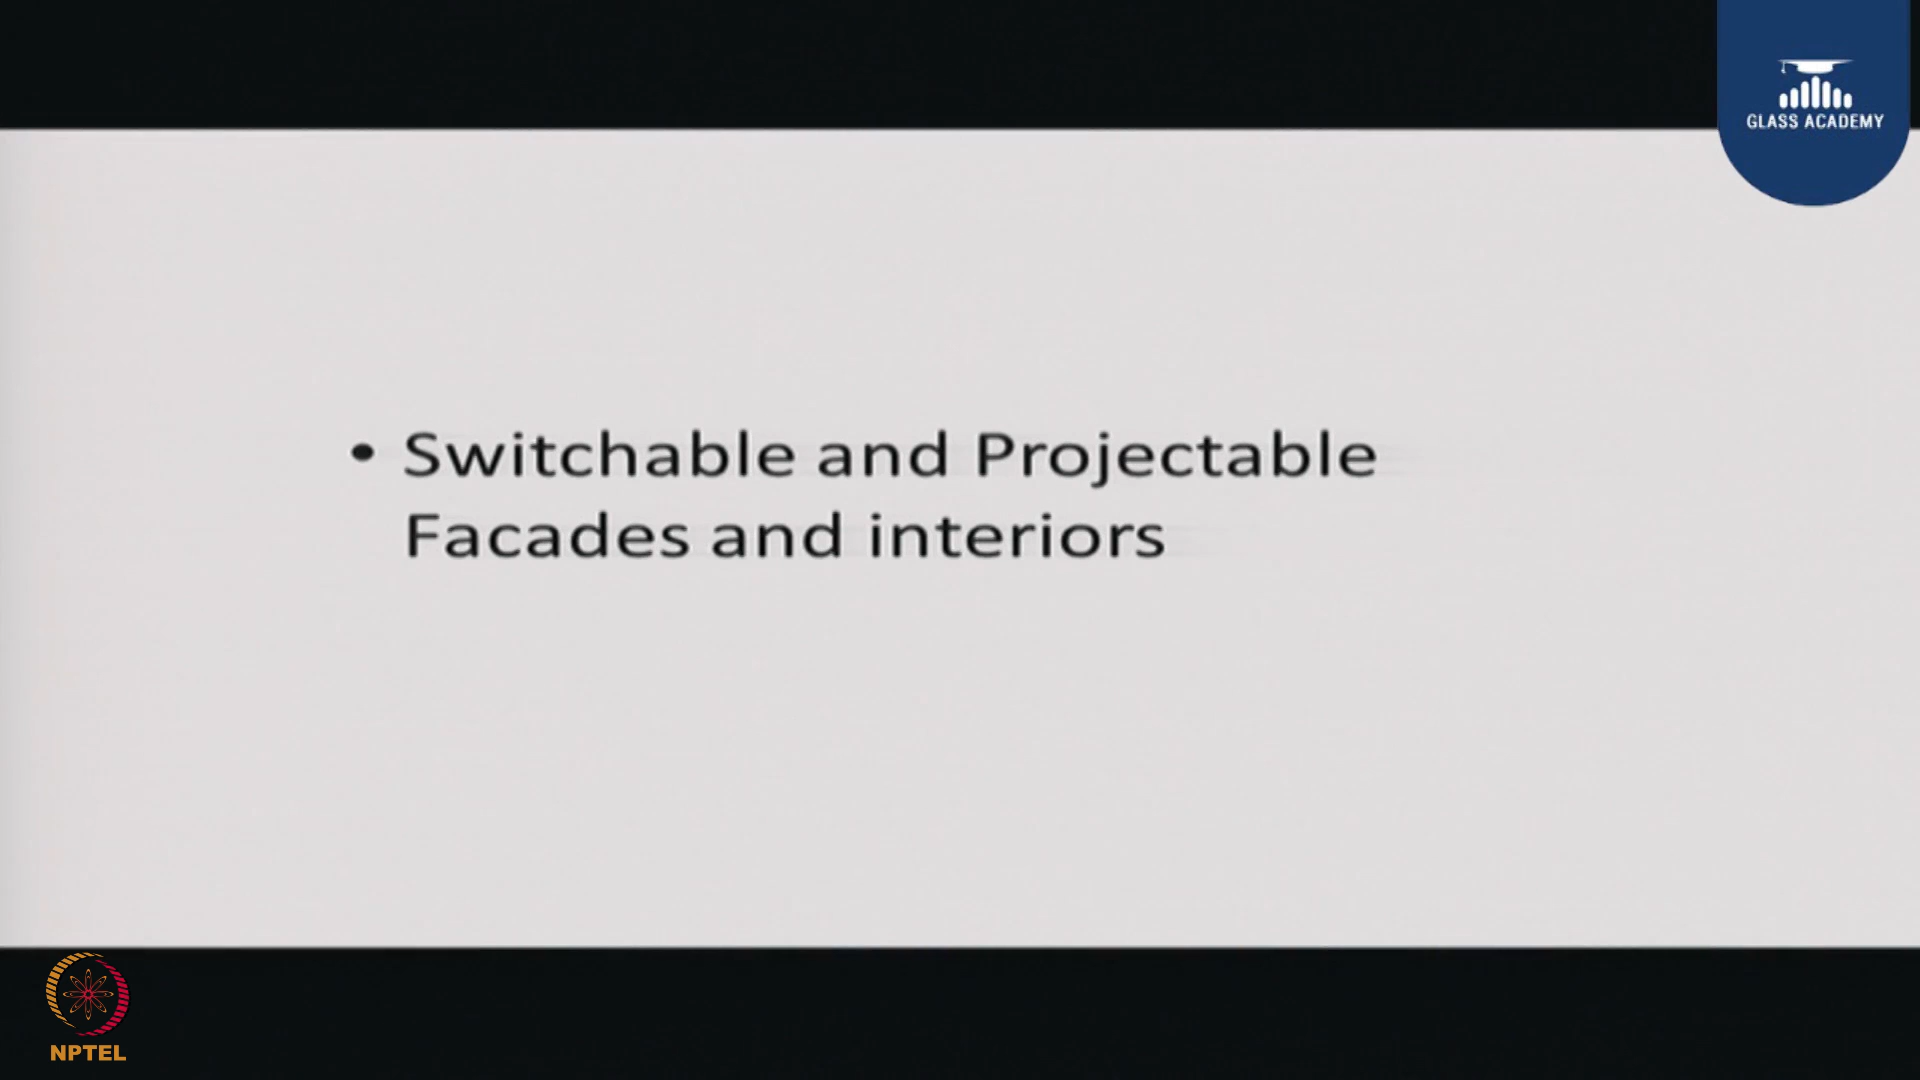 GLASS ACADEMY
• Switchable and Projectable
Facades and interiors
NPTEL